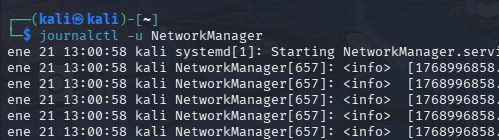 ┌──(kali㉿kali)-[~]
└─$ journalctl -u NetworkManager
ene 21 13:00:58 kali systemd[1]: Starting NetworkManager.servi
ene 21 13:00:58 kali NetworkManager[657]: <info>  [1768996858.
ene 21 13:00:58 kali NetworkManager[657]: <info>  [1768996858.
ene 21 13:00:58 kali NetworkManager[657]: <info>  [1768996858.
ene 21 13:00:58 kali NetworkManager[657]: <info>  [1768996858.
ene 21 13:00:58 kali NetworkManager[657]: <info>  [1768996858.